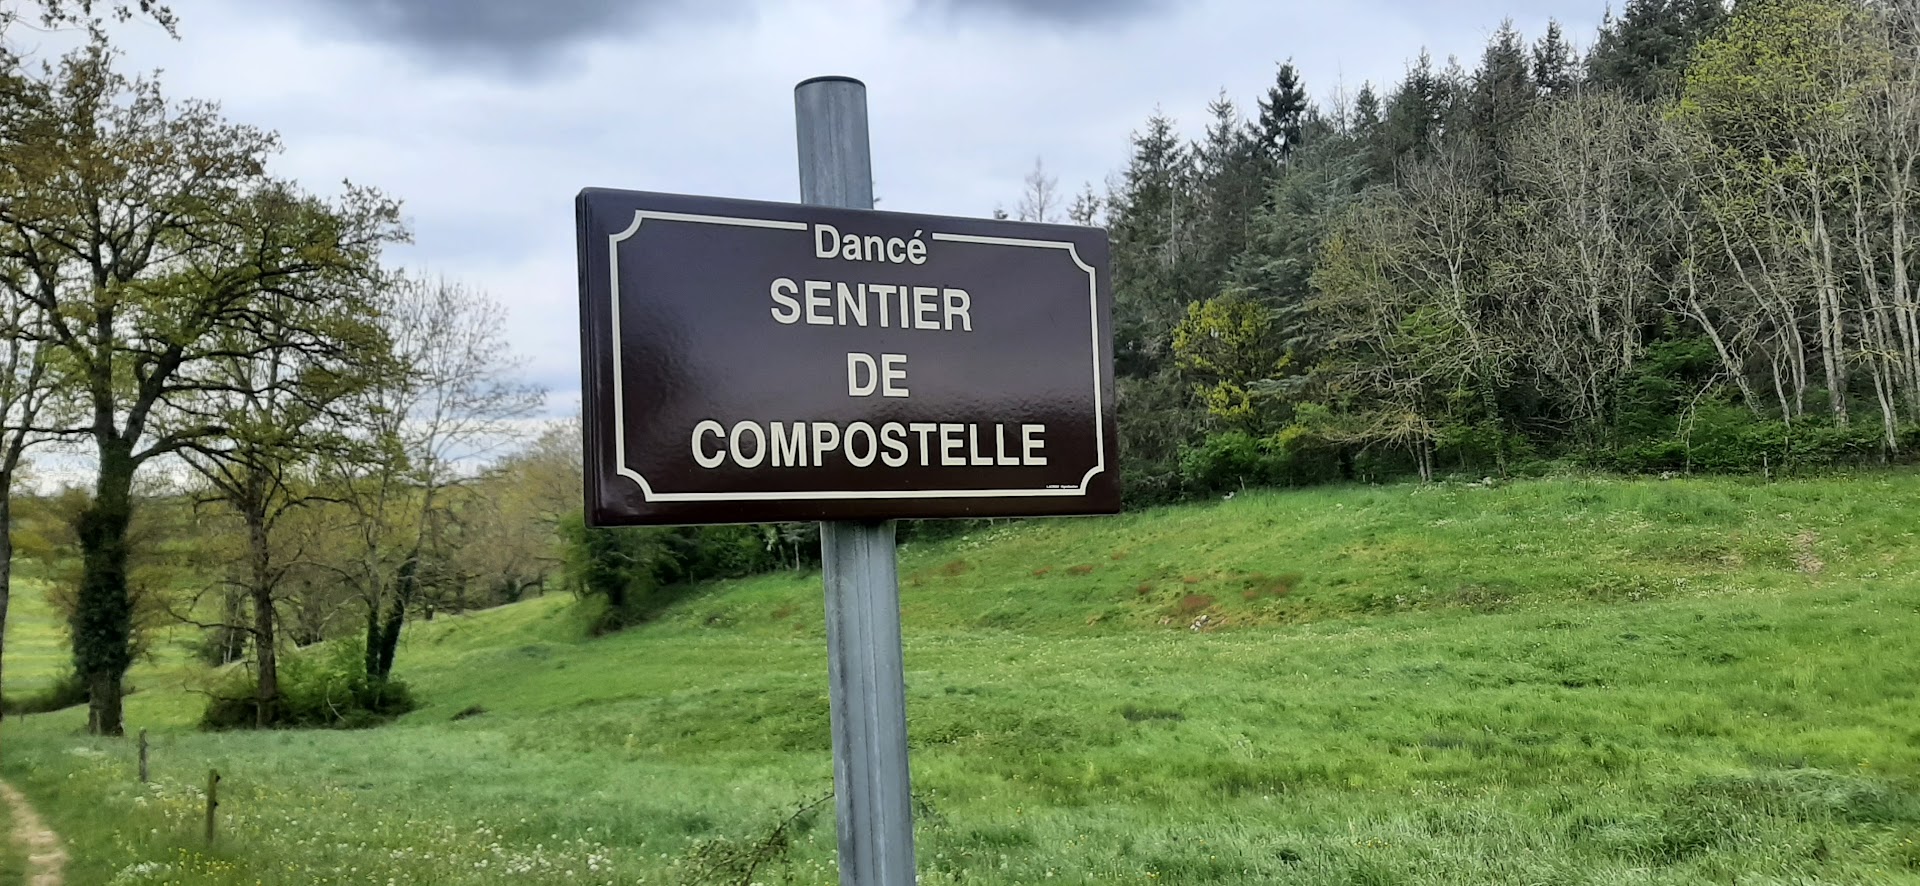 Dancé
SENTIER
DE
COMPOSTELLE